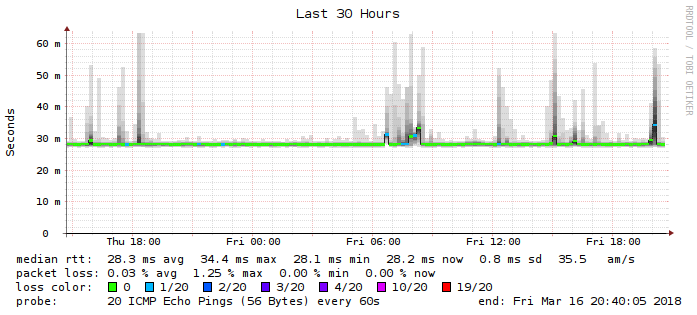 Last 30 Hours
RRDTOOL / TOBI OETIKER
Seconds
60 m
50 m
40 m
30 m
20 m
10 m
0
Thu 18:00 Fri 00:00 Fri 06:00 Fri 12:00 Fri 18:00
median rtt: 28.3 ms avg 34.4 ms max 28.1 ms min 28.2 ms now 0.8 ms sd 35.5 am/s
packet loss: 0.03 % avg 1.25 % max 0.00 % min 0.00 % now
loss color: 0 1/20 2/20 3/20 4/20 10/20 19/20
probe: 20 ICMP Echo Pings (56 Bytes) every 60s end: Fri Mar 16 20:40:05 2018